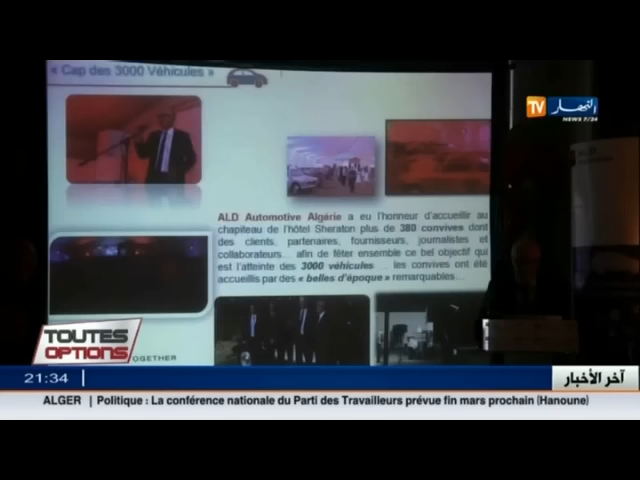 « Cap des 3000 Véhicules »
TV النهار
NEWS 7/24
ALD Automotive Algérie a eu l'honneur d'accueillir au
chapiteau de l'hôtel Sheraton plus de 380 convives dont
des clients, partenaires, fournisseurs, journalistes et
collaborateurs... afin de fêter ensemble ce bel objectif qui
est l'atteinte des 3000 véhicules ... les convives ont été
accueillis par des « belles d'époque » remarquables...
TOUTES
OPTIONS
OGETHER
21:34
آخر الأخبار
ALGER | Politique : La conférence nationale du Parti des Travailleurs prévue fin mars prochain (Hanoune)